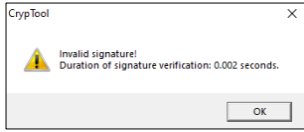 CrypTool
Invalid signature!
Duration of signature verification: 0.002 seconds.
OK